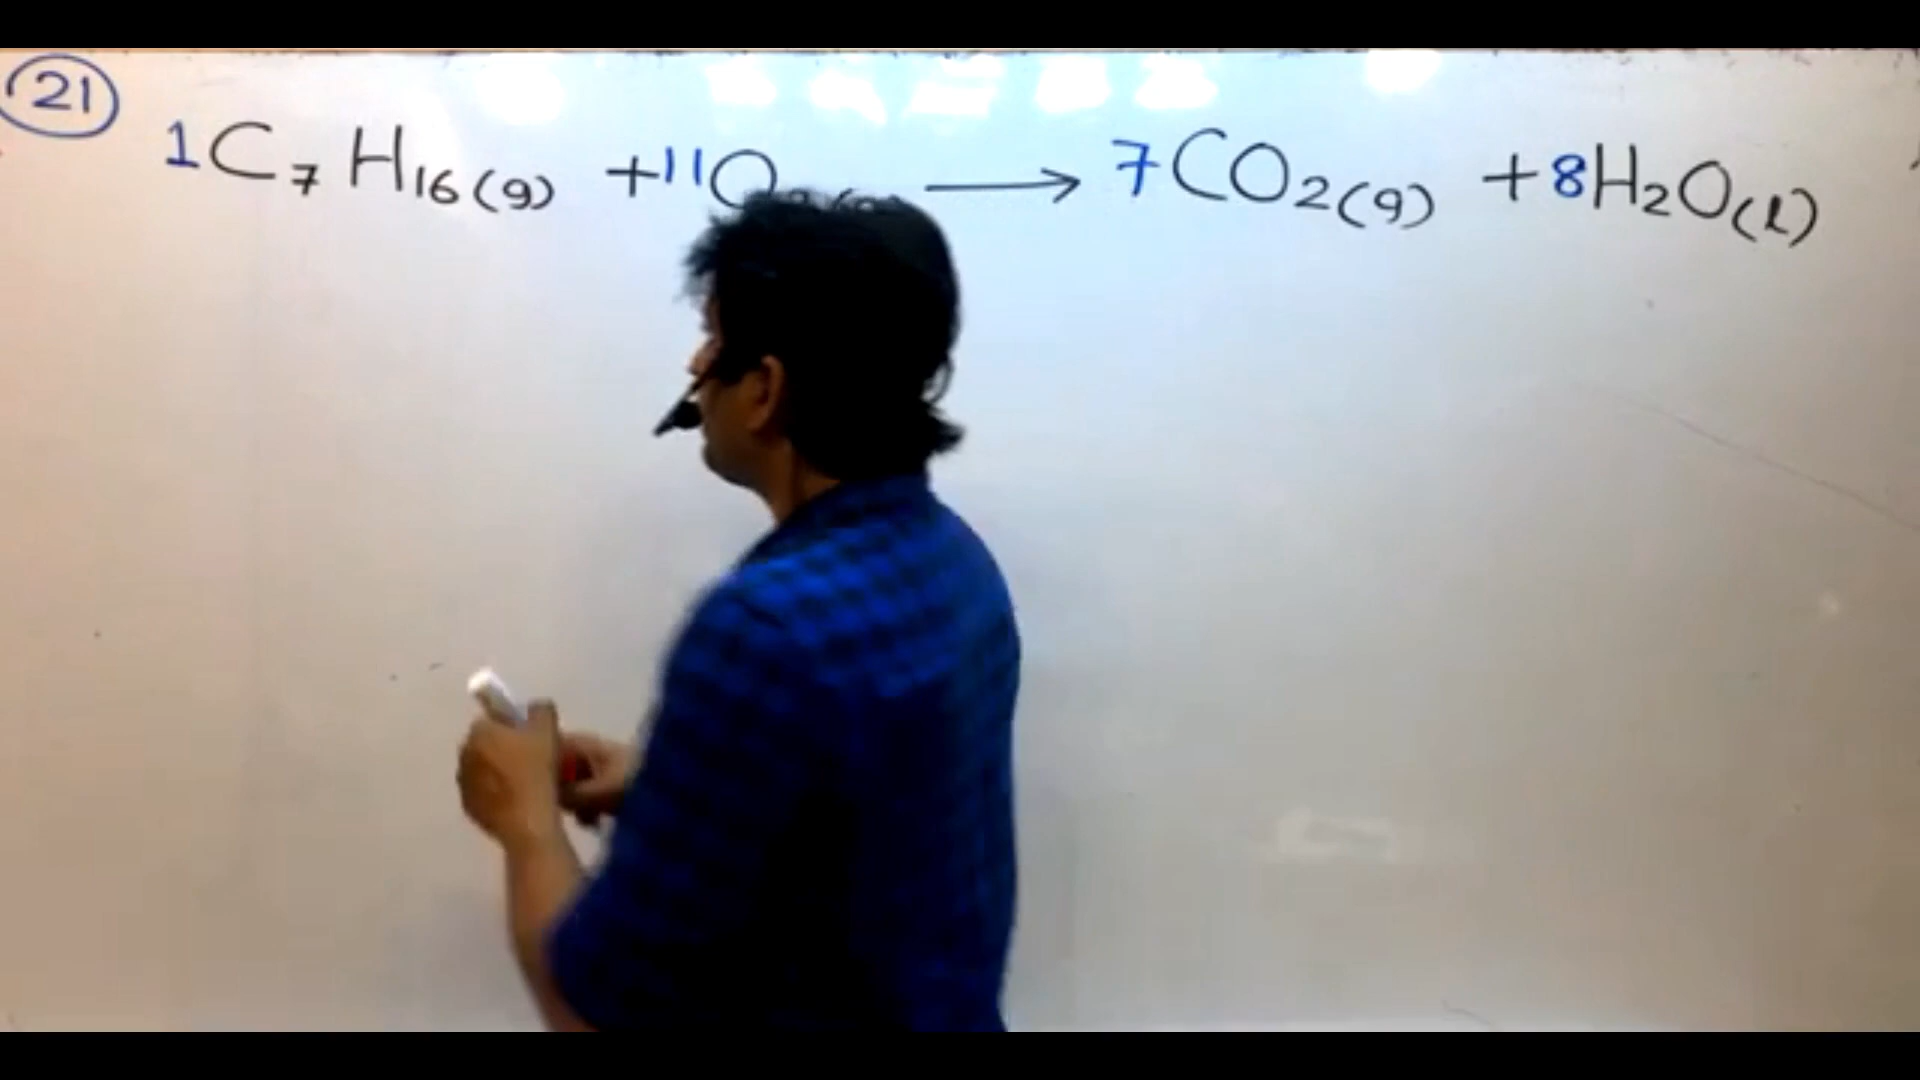 21
1C₇H₁₆(g) + 11O₂(g) → 7CO₂(g) + 8H₂O(l)